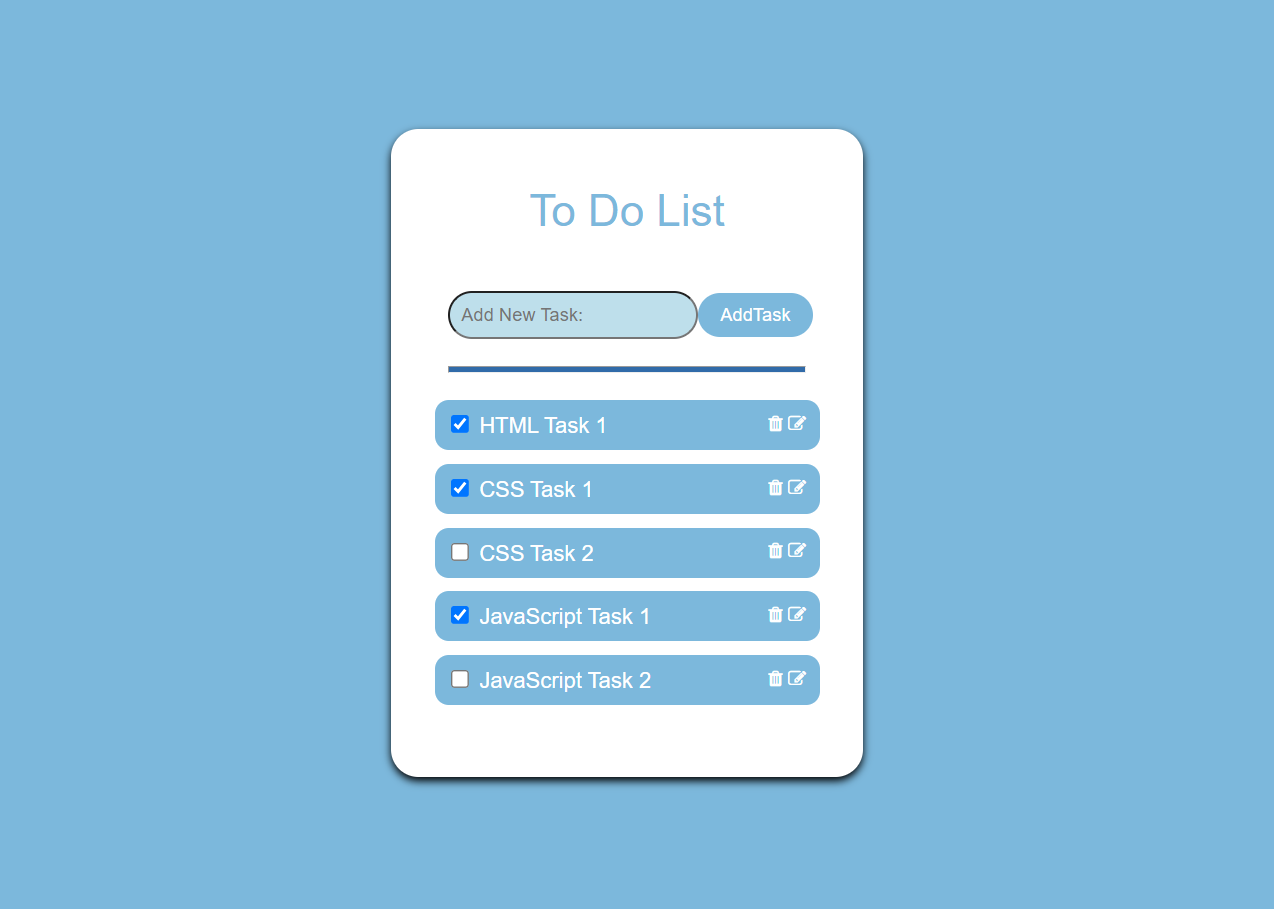 To Do List
Add New Task:
AddTask
HTML Task 1
CSS Task 1
CSS Task 2
JavaScript Task 1
JavaScript Task 2